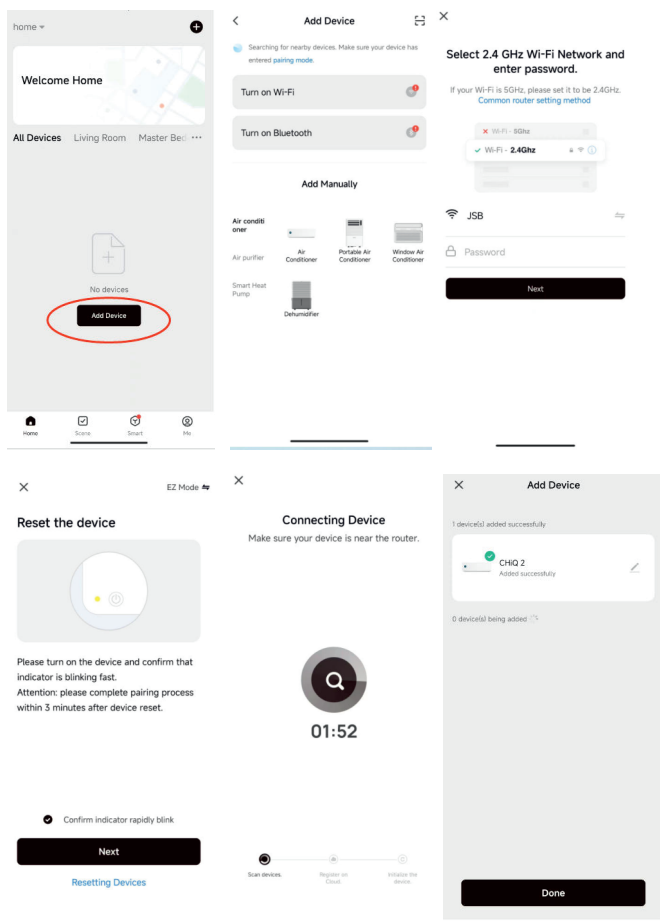 home
Welcome Home
All Devices Living Room Master Bed ···
No devices
Add Device
Home Scene Smart Me
Add Device
Searching for nearby devices. Make sure your device has
entered pairing mode.
Turn on Wi-Fi
Turn on Bluetooth
Add Manually
Air conditi
oner
Air purifier
Smart Heat
Pump
Air
Conditioner
Portable Air
Conditioner
Window Air
Conditioner
Dehumidifier
Select 2.4 GHz Wi-Fi Network and
enter password.
If your Wi-Fi is 5GHz, please set it to be 2.4GHz.
Common router setting method
Wi-Fi - 5Ghz
Wi-Fi - 2.4Ghz
JSB
Password
Next
EZ Mode
Reset the device
Please turn on the device and confirm that
indicator is blinking fast.
Attention: please complete pairing process
within 3 minutes after device reset.
Confirm indicator rapidly blink
Next
Resetting Devices
Connecting Device
Make sure your device is near the router.
01:52
Scan devices.
Register on
Cloud.
Initialize the
device.
Add Device
1 device(s) added successfully
CHiQ 2
Added successfully
0 device(s) being added
Done